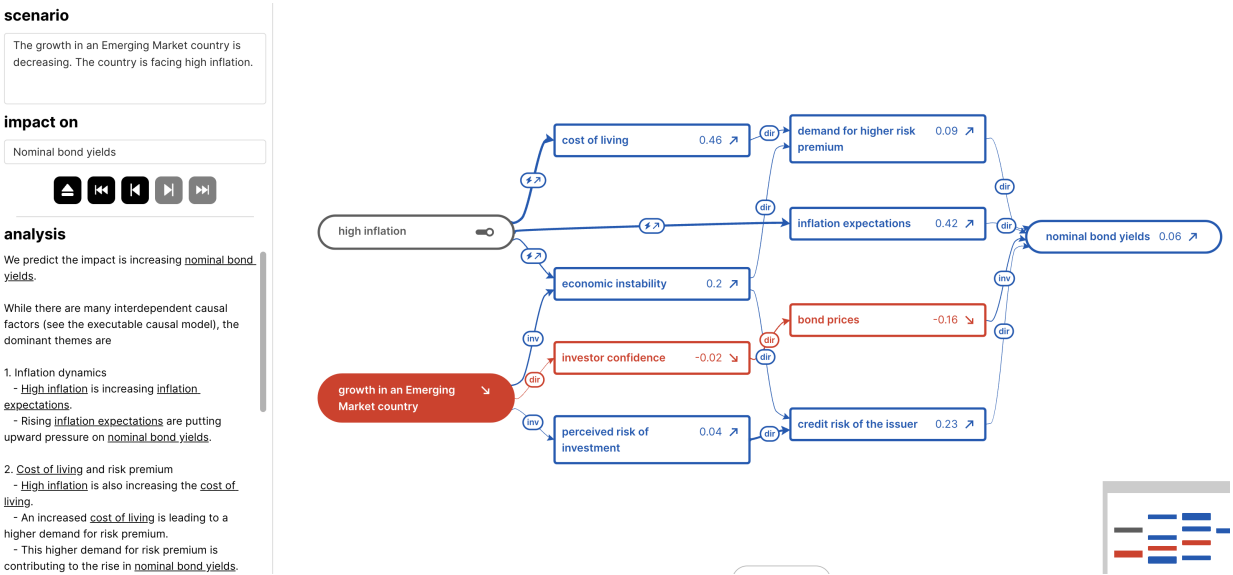 scenario
The growth in an Emerging Market country is
decreasing. The country is facing high inflation.
impact on
Nominal bond yields
analysis
We predict the impact is increasing nominal bond
yields.
While there are many interdependent causal
factors (see the executable causal model), the
dominant themes are
1. Inflation dynamics
- High inflation is increasing inflation
expectations.
- Rising inflation expectations are putting
upward pressure on nominal bond yields.
2. Cost of living and risk premium
- High inflation is also increasing the cost of
living.
- An increased cost of living is leading to a
higher demand for risk premium.
- This higher demand for risk premium is
contributing to the rise in nominal bond yields.
high inflation
growth in an Emerging
Market country
inv
dir
inv
cost of living 0.46
economic instability 0.2
investor confidence -0.02
perceived risk of 0.04
investment
dir
dir
dir
dir
dir
demand for higher risk 0.09
premium
inflation expectations 0.42
bond prices -0.16
credit risk of the issuer 0.23
dir
dir
inv
dir
nominal bond yields 0.06